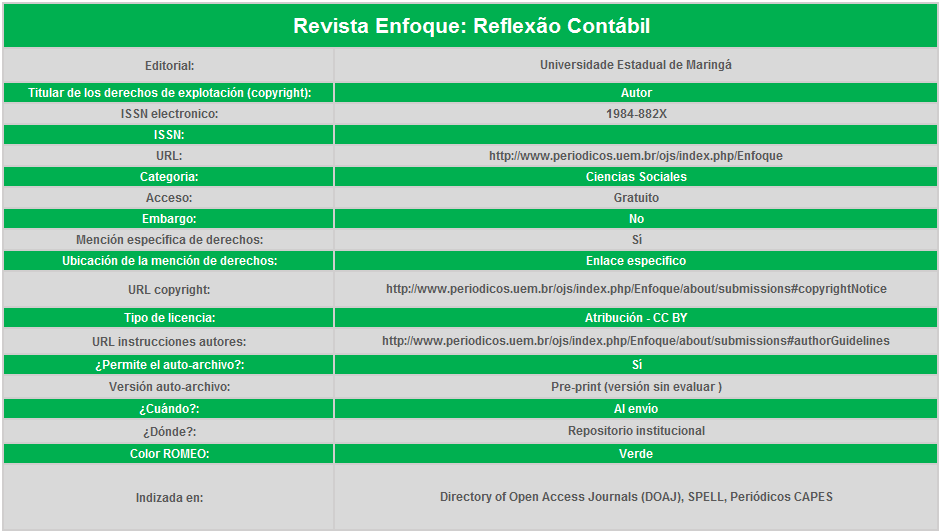 Revista Enfoque: Reflexão Contábil
Editorial: Universidade Estadual de Maringá
Titular de los derechos de explotación (copyright): Autor
ISSN electronico: 1984-882X
ISSN:
URL: http://www.periodicos.uem.br/ojs/index.php/Enfoque
Categoria: Ciencias Sociales
Acceso: Gratuito
Embargo: No
Mención específica de derechos: Sí
Ubicación de la mención de derechos: Enlace específico
URL copyright: http://www.periodicos.uem.br/ojs/index.php/Enfoque/about/submissions#copyrightNotice
Tipo de licencia: Atribución - CC BY
URL instrucciones autores: http://www.periodicos.uem.br/ojs/index.php/Enfoque/about/submissions#authorGuidelines
¿Permite el auto-archivo?: Sí
Versión auto-archivo: Pre-print (versión sin evaluar )
¿Cuándo?: Al envío
¿Dónde?: Repositorio institucional
Color ROMEO: Verde
Indizada en: Directory of Open Access Journals (DOAJ), SPELL, Periódicos CAPES